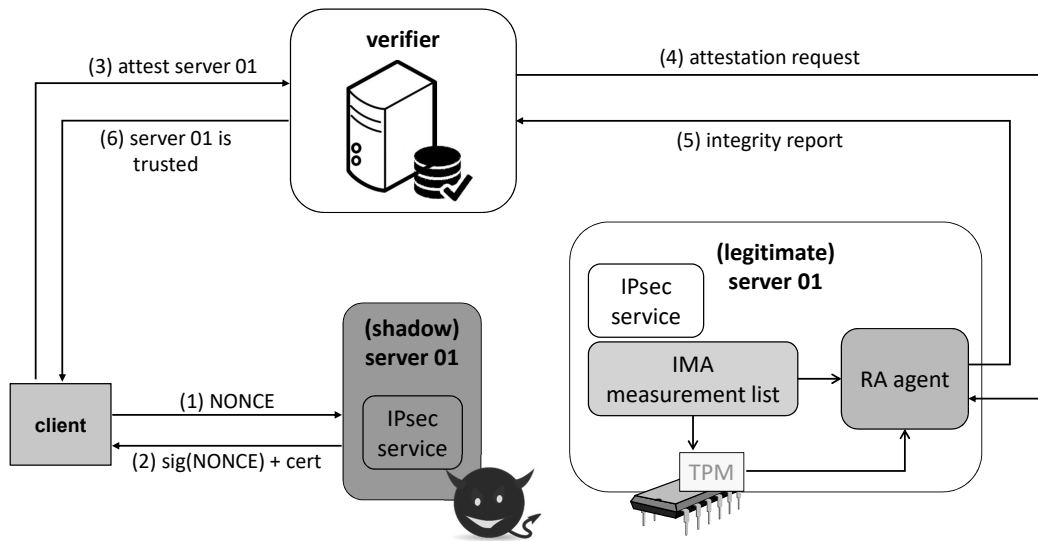 verifier
(3) attest server 01
(4) attestation request
(6) server 01 is
trusted
(5) integrity report
(legitimate)
server 01
IPsec
service
(shadow)
server 01
IMA
measurement list
RA agent
client
(1) NONCE
IPsec
service
(2) sig(NONCE) + cert
TPM